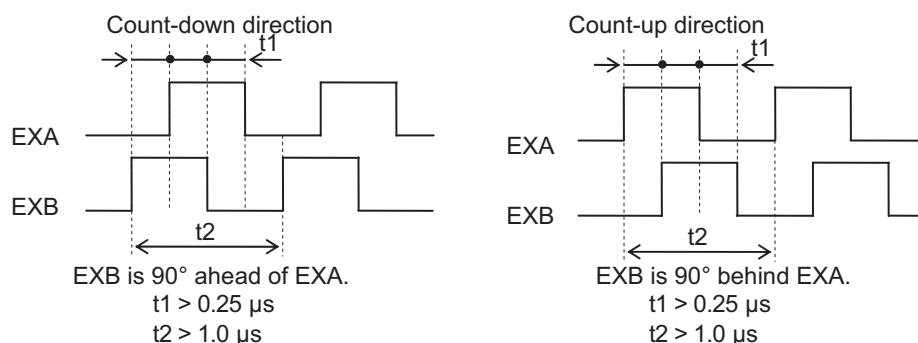 Count-down direction
t1
EXA
EXB
t2
EXB is 90° ahead of EXA.
t1 > 0.25 μs
t2 > 1.0 μs
Count-up direction
t1
EXA
EXB
t2
EXB is 90° behind EXA.
t1 > 0.25 μs
t2 > 1.0 μs